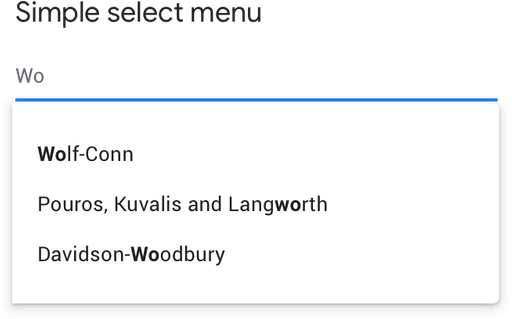 Simple select menu
Wo
Wolf-Conn
Pouros, Kuvalis and Langworth
Davidson-Woodbury